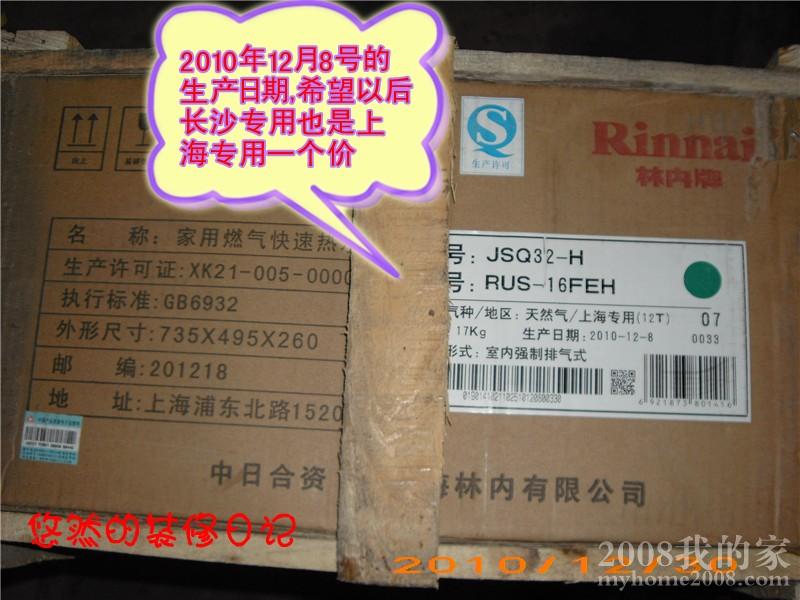 2010年12月8号的
生产日期,希望以后
长沙专用也是上
海专用一个价
向上
生产许可
Rinnai
林内牌
名 称: 家用燃气快速热
生产许可证:XK21-005-0000
执行标准:GB6932
外形尺寸:735X495X260
邮 编:201218
地 址:上海浦东北路1520
号: JSQ32-H
号: RUS-16FEH
气种/地区: 天然气/上海专用(12T) 07
17Kg 生产日期:2010-12-8 0033
形式: 室内强制排气式
6921873801416
中日合资
海林内有限公司
悠然的装修日记
2010/12/30
2008我的家
myhome2008.com